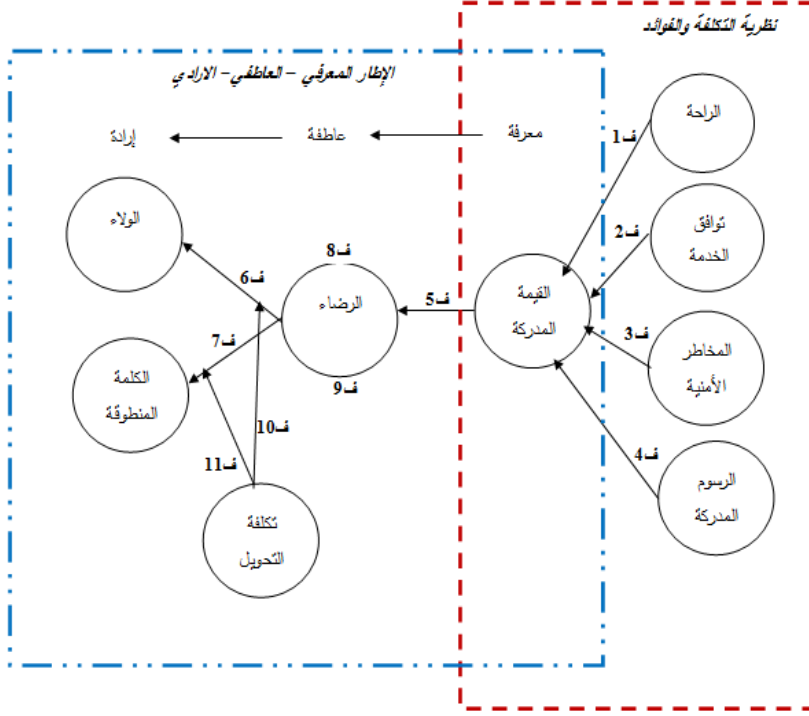 نظرية التكلفة والفوائد
الإطار المعرفي – العاطفي- الارادي
معرفة
عاطفة
إرادة
الراحة
ف1
توافق
الخدمة
ف2
المخاطر
الأمنية
ف3
الرسوم
المدركة
ف4
القيمة
المدركة
ف5
ف8
الرضاء
ف9
ف6
الولاء
ف7
الكلمة
المنطوقة
ف10
ف11
تكلفة
التحويل